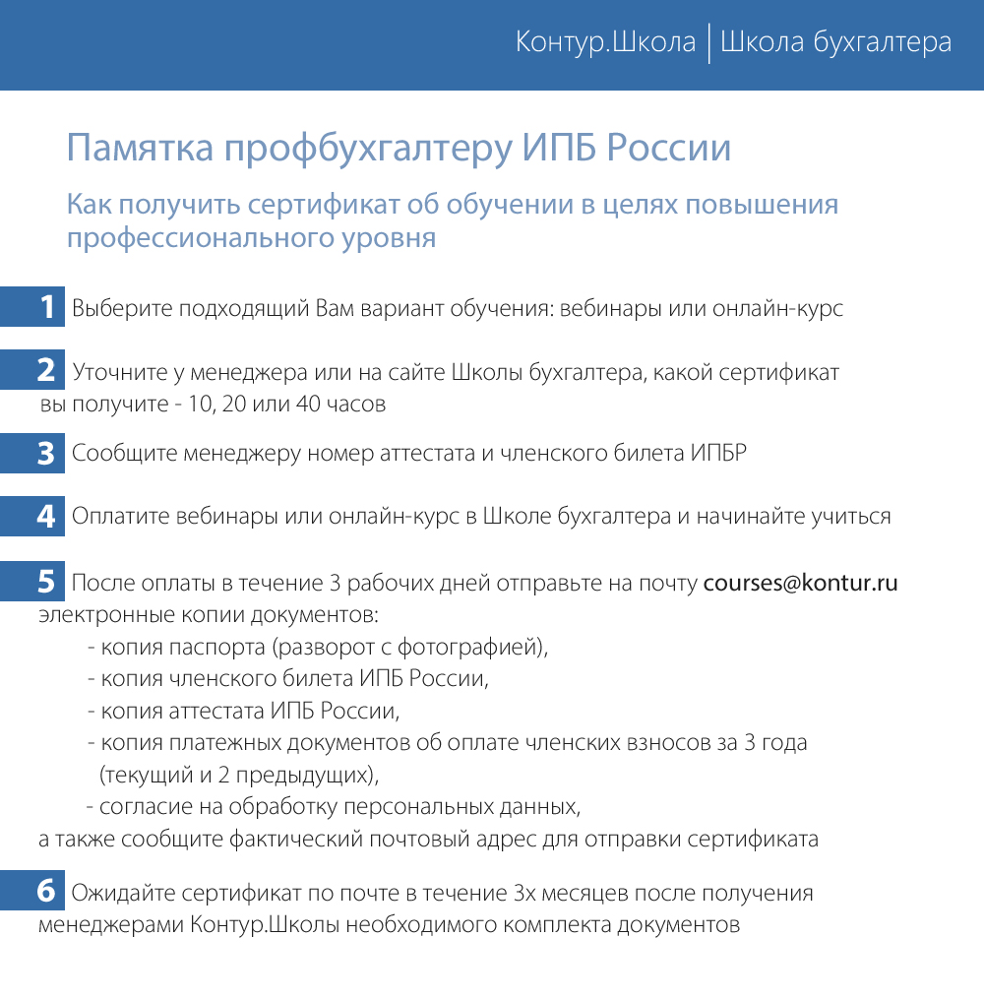 Контур.Школа | Школа бухгалтера
Памятка профбухгалтеру ИПБ России
Как получить сертификат об обучении в целях повышения
профессионального уровня
1 Выберите подходящий Вам вариант обучения: вебинары или онлайн-курс
2 Уточните у менеджера или на сайте Школы бухгалтера, какой сертификат
вы получите - 10, 20 или 40 часов
3 Сообщите менеджеру номер аттестата и членского билета ИПБР
4 Оплатите вебинары или онлайн-курс в Школе бухгалтера и начинайте учиться
5 После оплаты в течение 3 рабочих дней отправьте на почту courses@kontur.ru
электронные копии документов:
- копия паспорта (разворот с фотографией),
- копия членского билета ИПБ России,
- копия аттестата ИПБ России,
- копия платежных документов об оплате членских взносов за 3 года
(текущий и 2 предыдущих),
- согласие на обработку персональных данных,
а также сообщите фактический почтовый адрес для отправки сертификата
6 Ожидайте сертификат по почте в течение 3х месяцев после получения
менеджерами Контур.Школы необходимого комплекта документов